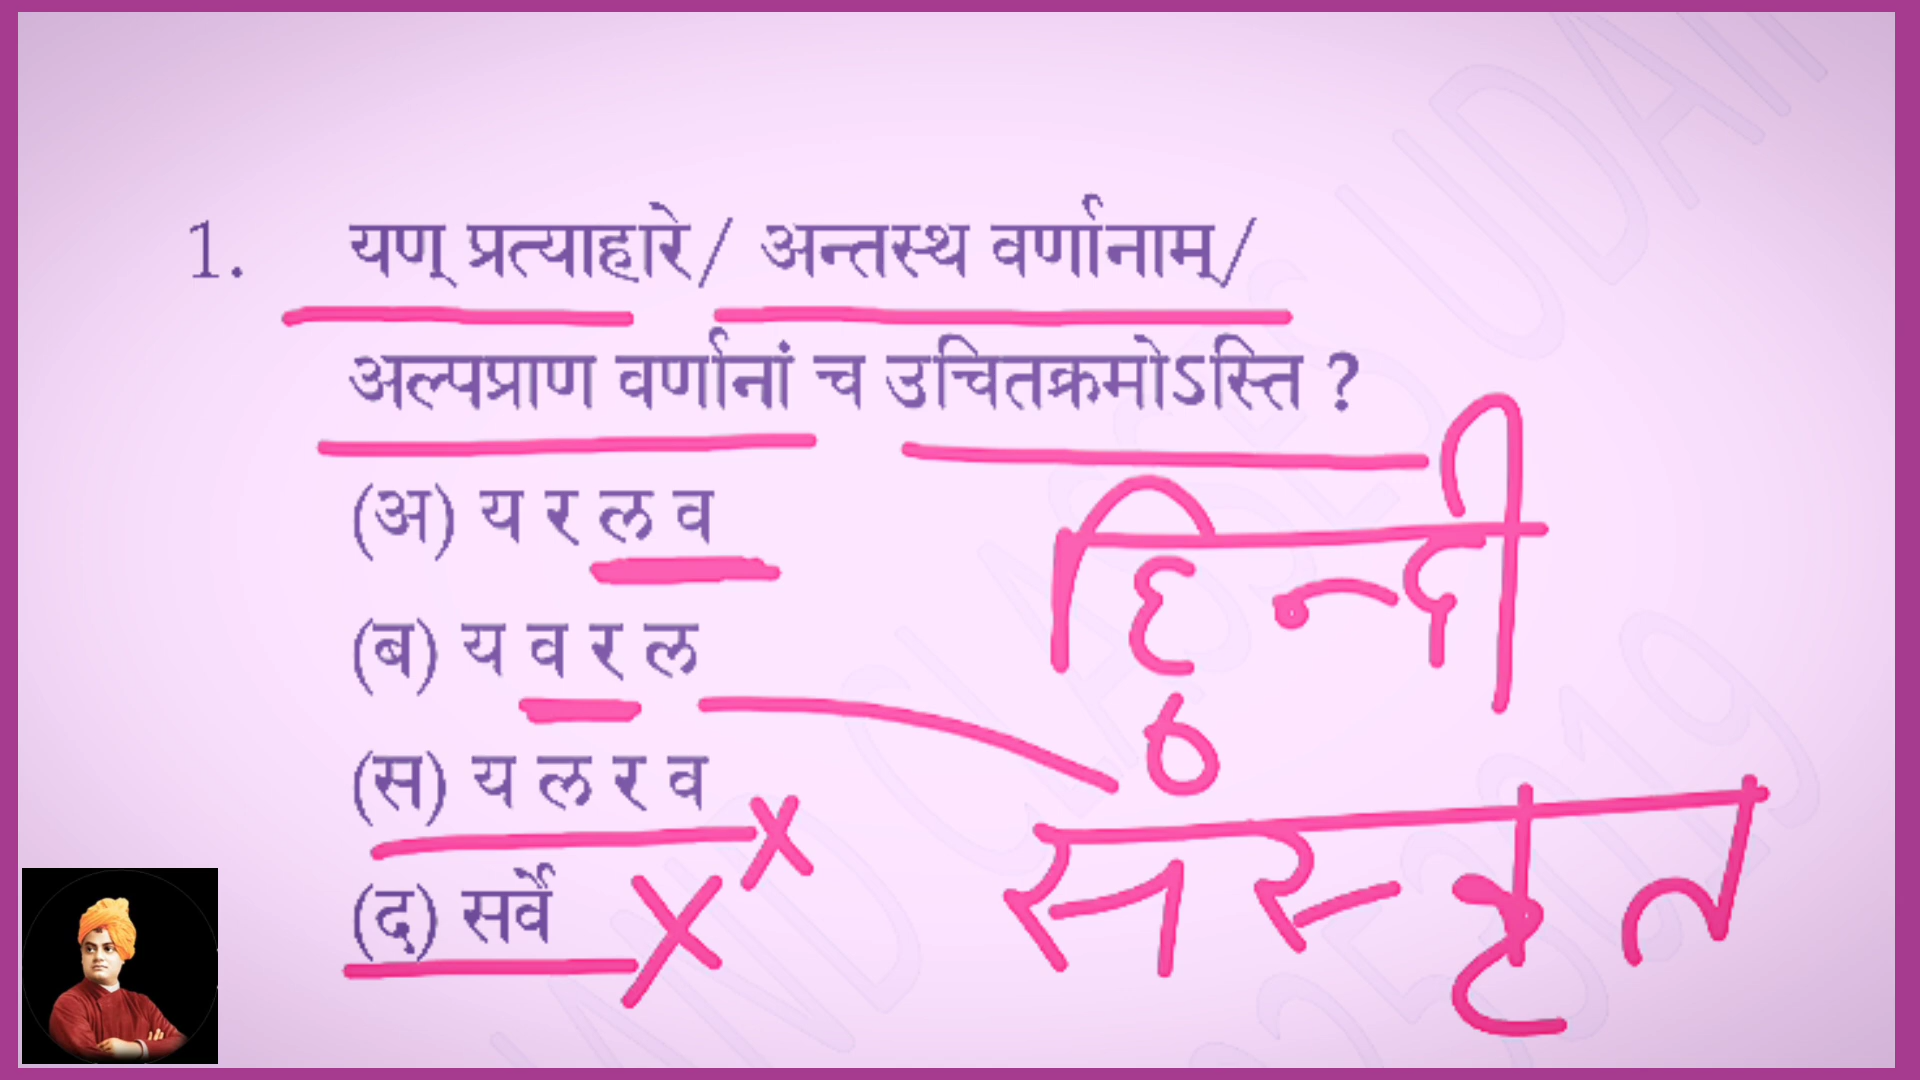 1. यण् प्रत्याहारे/ अन्तस्थ वर्णानाम्/
अल्पप्राण वर्णानां च उचितक्रमोऽस्ति ?
(अ) य र ल व
(ब) य व र ल
(स) य ल र व
(द) सर्वे
हिन्दी
संस्कृत